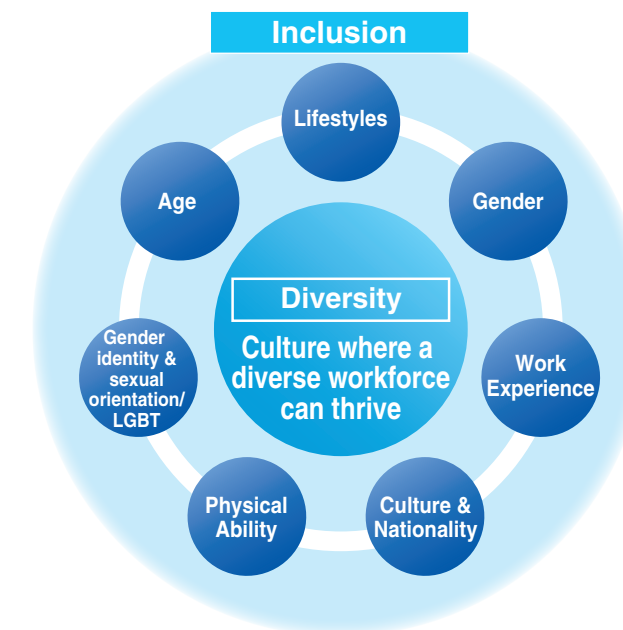 Inclusion
Lifestyles
Age
Gender
Diversity
Culture where a
diverse workforce
can thrive
Gender
identity &
sexual
orientation/
LGBT
Work
Experience
Physical
Ability
Culture &
Nationality